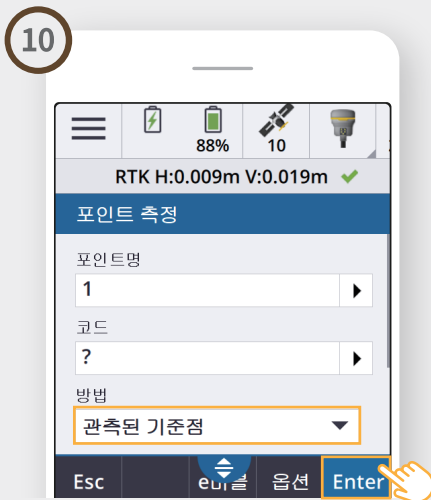 10
88%
10
RTK H:0.009m V:0.019m
포인트 측정
포인트명
1
코드
?
방법
관측된 기준점
Esc
옵션
Enter